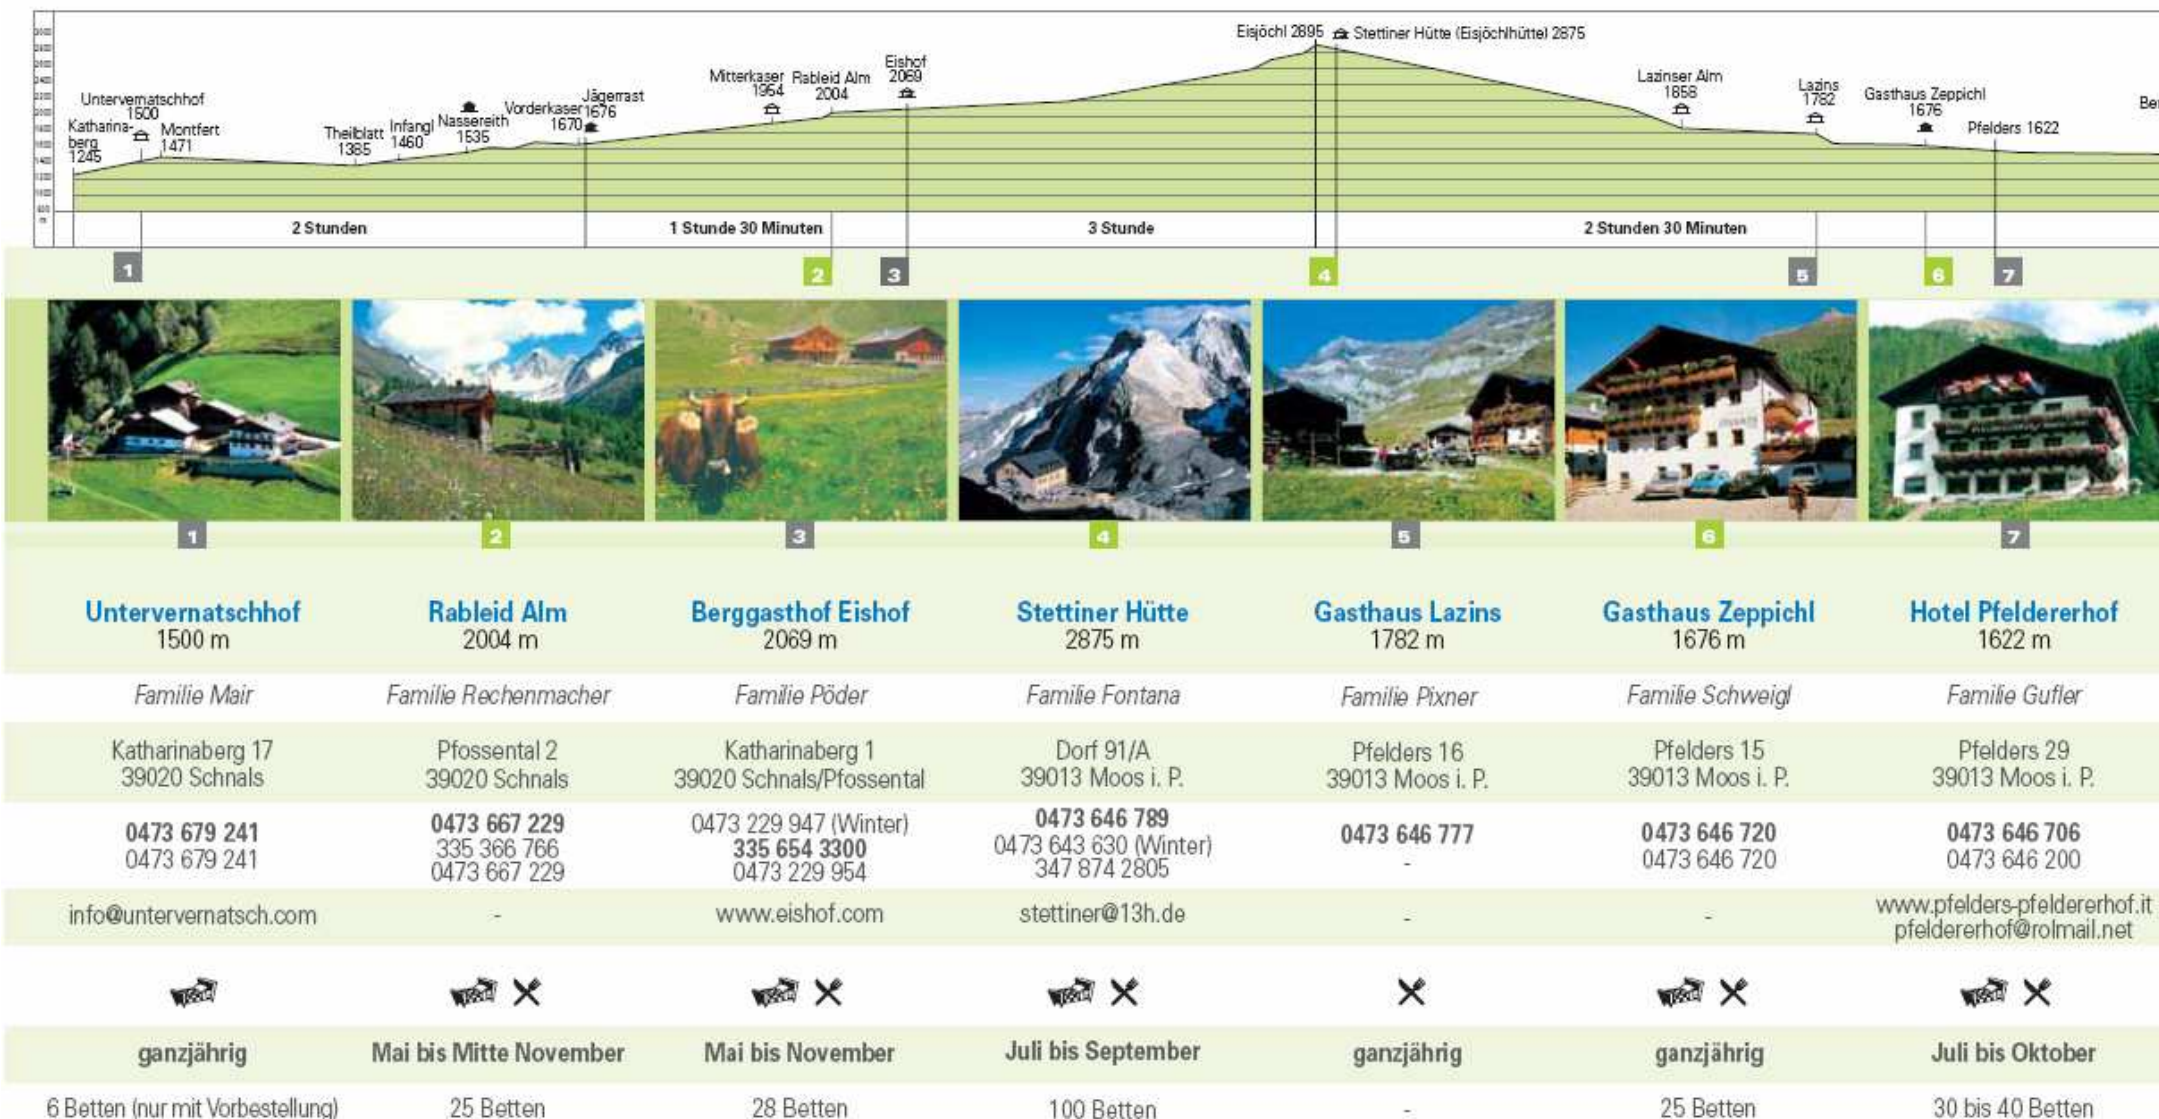 Eisjöchl 2895
Stettiner Hütte (Eisjöchlhütte) 2875
Eishof
2069
Mitterkaser
1954
Rableid Alm
2004
Lazinser Alm
1858
Lazins
1782
Gasthaus Zeppichl
1676
Pfelders 1622
Untervernatschhof
1500
Katharina-
berg
1245
Montfert
1471
Theilblatt
1385
Infangl
1460
Nassereith
1535
Vorderkaser
1670
Jägerrast
1676
2 Stunden
1 Stunde 30 Minuten
3 Stunde
2 Stunden 30 Minuten
1 2 3 4 5 6 7
1 2 3 4 5 6 7
Untervernatschhof Rableid Alm Berggasthof Eishof Stettiner Hütte Gasthaus Lazins Gasthaus Zeppichl Hotel Pfeldererhof
1500 m 2004 m 2069 m 2875 m 1782 m 1676 m 1622 m
Familie Mair Familie Rechenmacher Familie Pöder Familie Fontana Familie Pixner Familie Schweigl Familie Gufler
Katharinaberg 17 Pfossental 2 Katharinaberg 1 Dorf 91/A Pfelders 16 Pfelders 15 Pfelders 29
39020 Schnals 39020 Schnals 39020 Schnals/Pfossental 39013 Moos i. P. 39013 Moos i. P. 39013 Moos i. P. 39013 Moos i. P.
0473 679 241
0473 679 241
0473 667 229
335 366 766
0473 667 229
0473 229 947 (Winter)
335 654 3300
0473 229 954
0473 646 789
0473 643 630 (Winter)
347 874 2805
0473 646 777
-
0473 646 720
0473 646 720
0473 646 706
0473 646 200
info@untervernatsch.com - www.eishof.com stettiner@13h.de - - www.pfelders-pfeldererhof.it
pfeldererhof@rolmail.net
ganzjährig Mai bis Mitte November Mai bis November Juli bis September ganzjährig ganzjährig Juli bis Oktober
6 Betten (nur mit Vorbestellung) 25 Betten 28 Betten 100 Betten - 25 Betten 30 bis 40 Betten